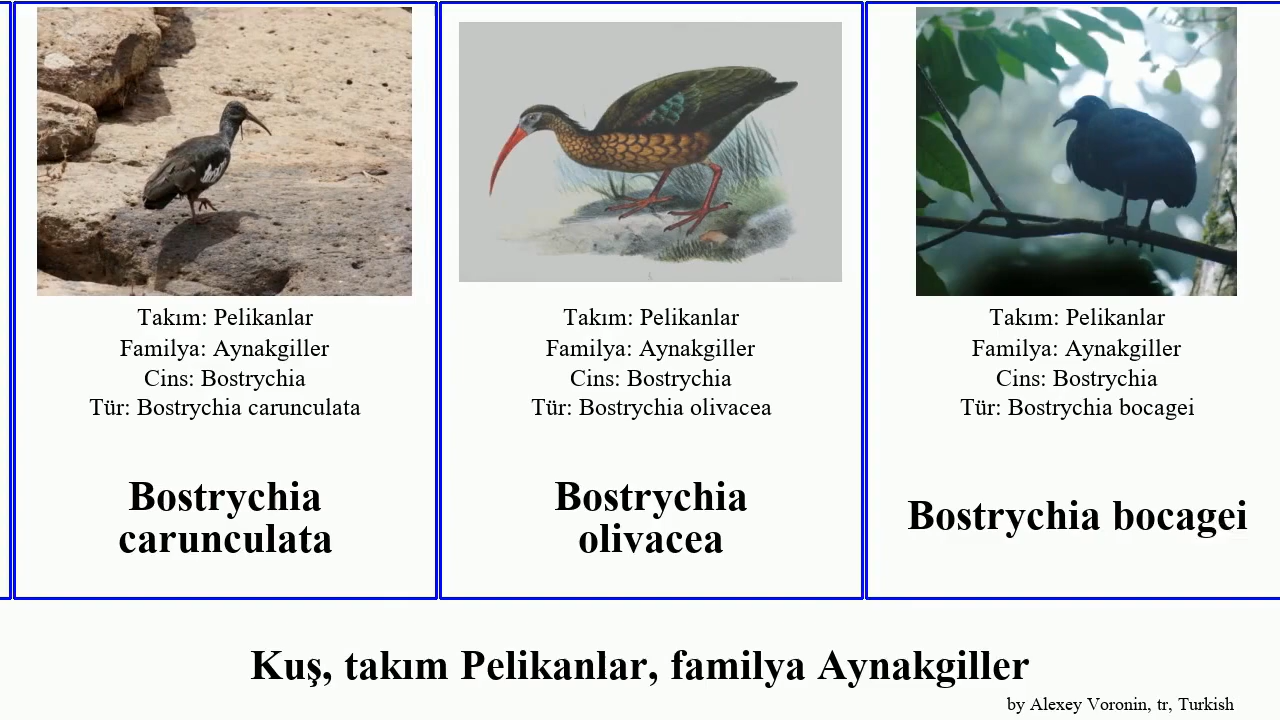 Takım: Pelikanlar
Familya: Aynakgiller
Cins: Bostrychia
Tür: Bostrychia carunculata
Bostrychia
carunculata
Takım: Pelikanlar
Familya: Aynakgiller
Cins: Bostrychia
Tür: Bostrychia olivacea
Bostrychia
olivacea
Takım: Pelikanlar
Familya: Aynakgiller
Cins: Bostrychia
Tür: Bostrychia bocagei
Bostrychia bocagei
Kuş, takım Pelikanlar, familya Aynakgiller
by Alexey Voronin, tr, Turkish